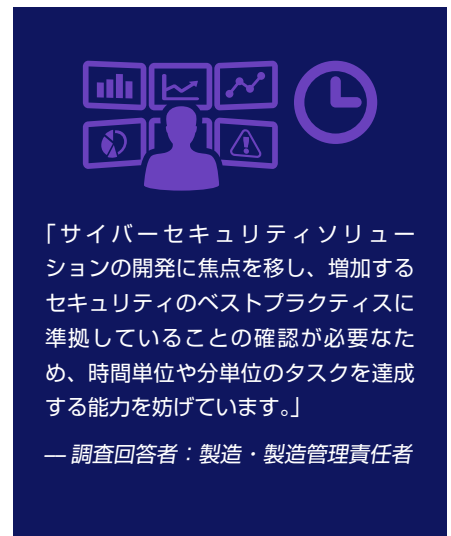 「サイバーセキュリティソリュー
ションの開発に焦点を移し、増加する
セキュリティのベストプラクティスに
準拠していることの確認が必要なた
め、時間単位や分単位のタスクを達成
する能力を妨げています。」
— 調査回答者：製造・製造管理責任者